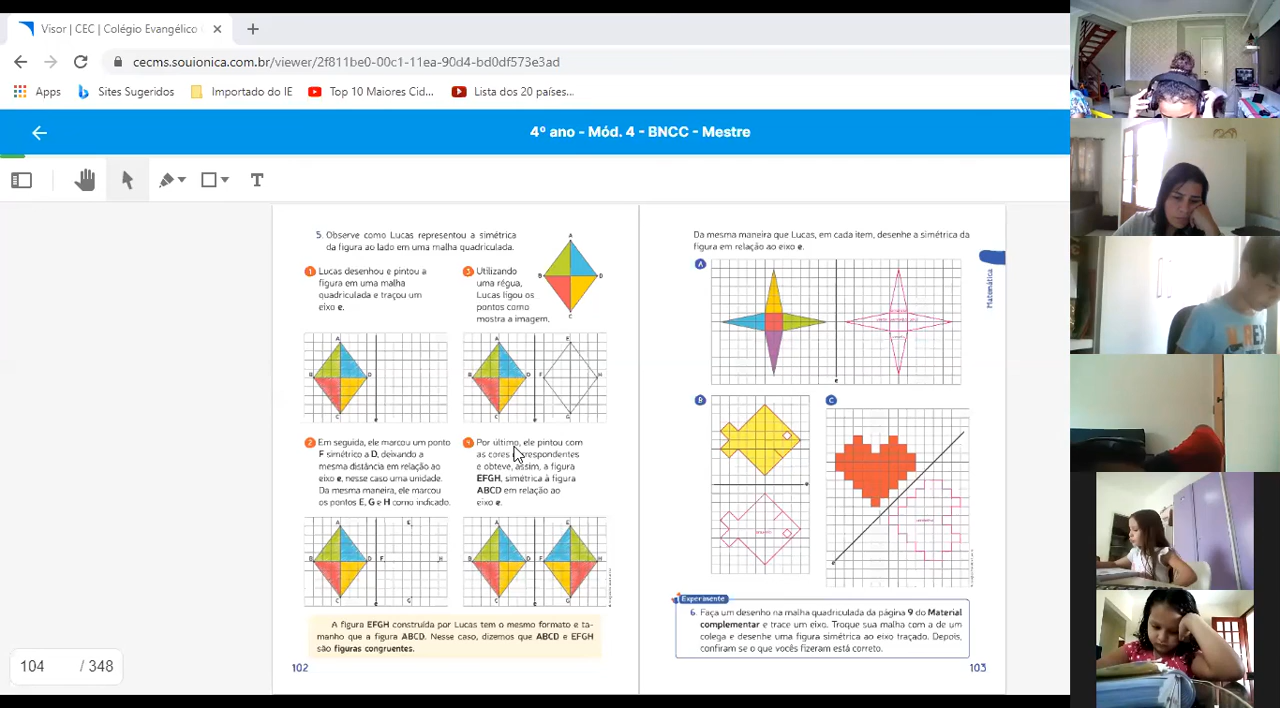 Visor | CEC | Colégio Evangélico
cecms.souionica.com.br/viewer/2f811be0-00c1-11ea-90d4-bd0df573e3ad
Apps
Sites Sugeridos
Importado do IE
Top 10 Maiores Cid...
Lista dos 20 países...
4º ano - Mód. 4 - BNCC - Mestre
T
5. Observe como Lucas representou a simétrica
da figura ao lado em uma malha quadriculada.
A
B
D
C
1 Lucas desenhou e pintou a
figura em uma malha
quadriculada e traçou um
eixo e.
3 Utilizando
uma régua,
Lucas ligou os
pontos como
mostra a imagem.
A
B
D
C
e
A
E
B
D
F
H
C
G
e
2 Em seguida, ele marcou um ponto
F simétrico a D, deixando a
mesma distância em relação ao
eixo e, nesse caso uma unidade.
Da mesma maneira, ele marcou
os pontos E, G e H como indicado.
4 Por último, ele pintou com
as cores
e obteve, assim, a figura
EFGH, simétrica à figura
ABCD em relação ao
eixo e.
A
E
B
D
F
H
C
G
e
A
E
B
D
F
H
C
G
e
A figura EFGH construída por Lucas tem o mesmo formato e ta-
manho que a figura ABCD. Nesse caso, dizemos que ABCD e EFGH
são figuras congruentes.
102
Da mesma maneira que Lucas, em cada item, desenhe a simétrica da
figura em relação ao eixo e.
Matemática
A
e
B
e
C
e
Experimente
6. Faça um desenho na malha quadriculada da página 9 do Material
complementar e trace um eixo. Troque sua malha com a de um
colega e desenhe uma figura simétrica ao eixo traçado. Depois,
confiram se o que vocês fizeram está correto.
103
104 / 348